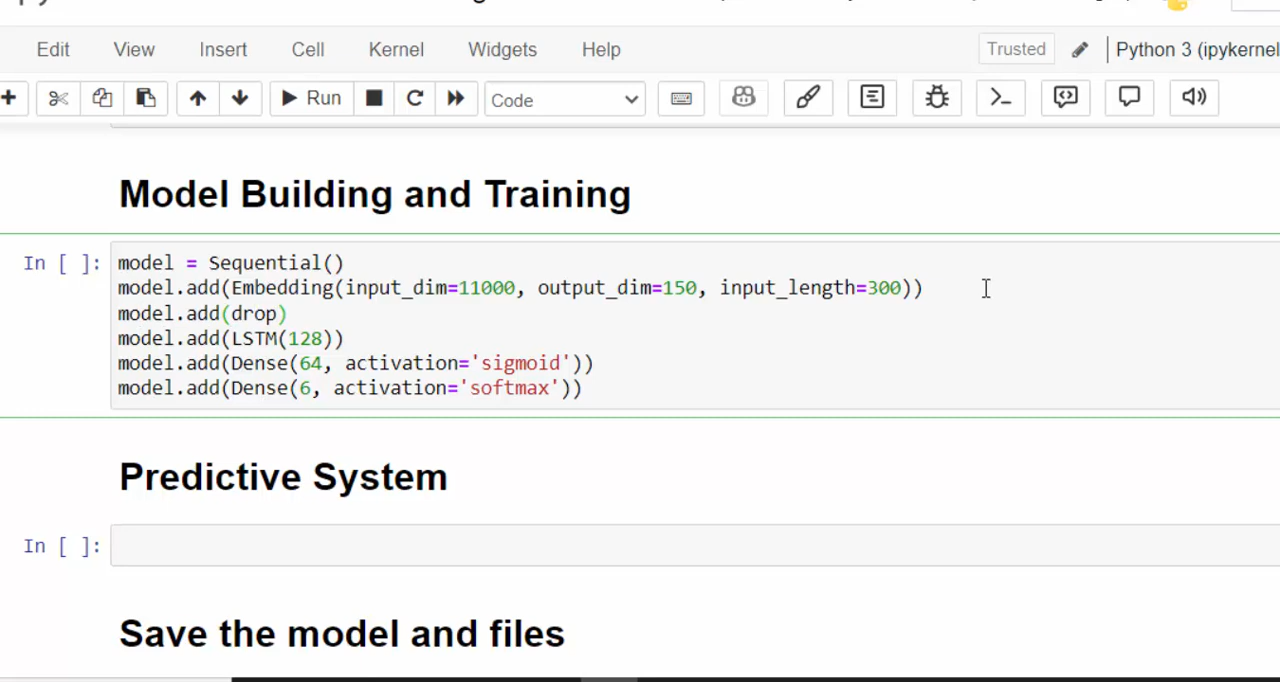 Edit View Insert Cell Kernel Widgets Help Trusted Python 3 (ipykernel
Run Code
Model Building and Training
In [ ]:
model = Sequential()
model.add(Embedding(input_dim=11000, output_dim=150, input_length=300))
model.add(drop)
model.add(LSTM(128))
model.add(Dense(64, activation='sigmoid'))
model.add(Dense(6, activation='softmax'))
Predictive System
In [ ]:
Save the model and files